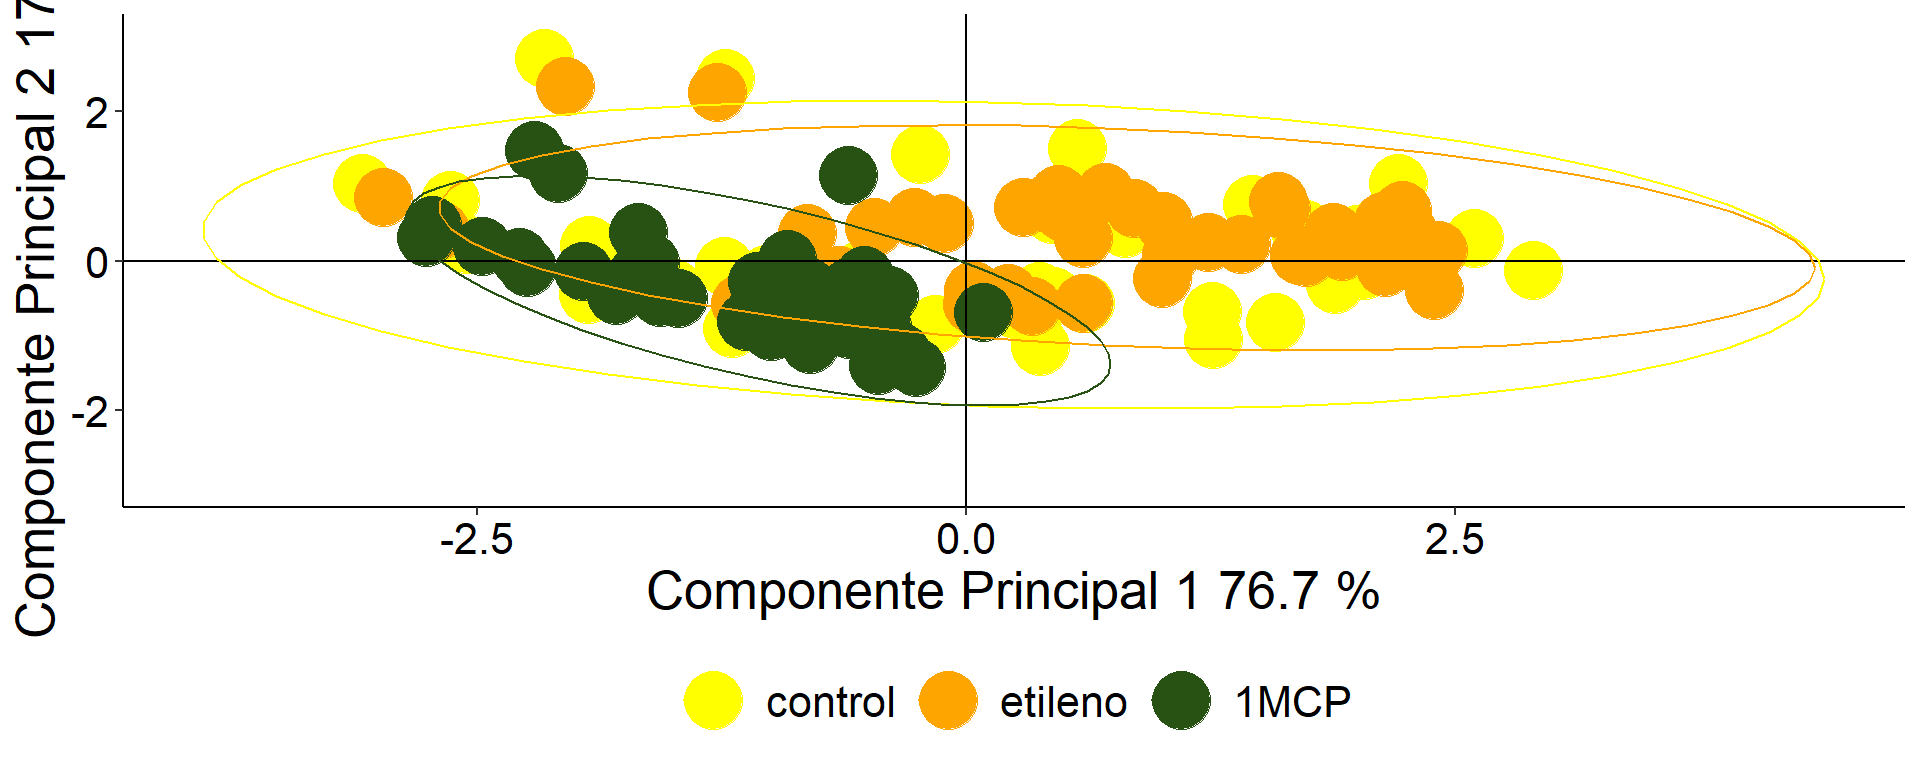 Componente Principal 2 17
2
0
-2
-2.5 0.0 2.5
Componente Principal 1 76.7 %
control etileno 1MCP